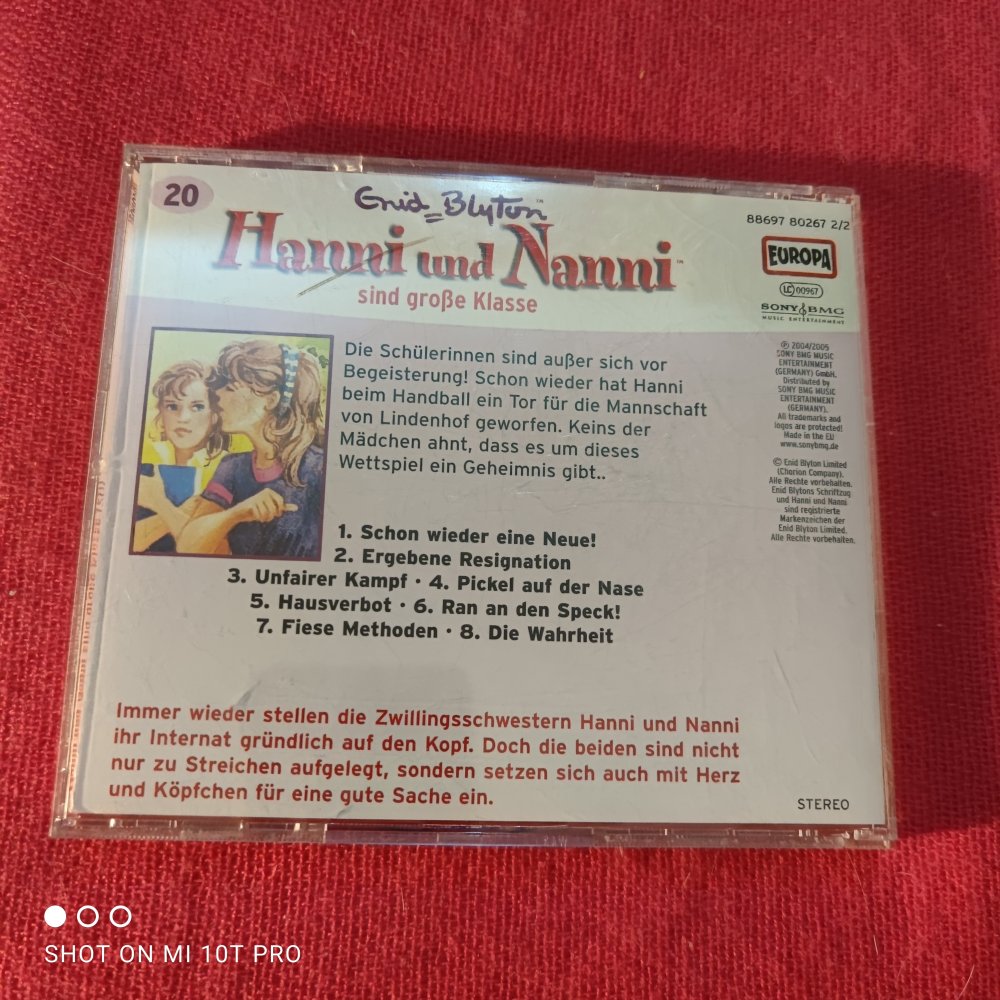 20
Enid Blyton™
Hanni und Nanni™
sind große Klasse
88697 80267 2/2
EUROPA
LC 00967
SONY BMG
MUSIC ENTERTAINMENT
Die Schülerinnen sind außer sich vor
Begeisterung! Schon wieder hat Hanni
beim Handball ein Tor für die Mannschaft
von Lindenhof geworfen. Keins der
Mädchen ahnt, dass es um dieses
Wettspiel ein Geheimnis gibt..
℗ 2004/2005
SONY BMG MUSIC
ENTERTAINMENT
(GERMANY) GmbH.
Distributed by
SONY BMG MUSIC
ENTERTAINMENT
(GERMANY).
All trademarks and
logos are protected!
Made in the EU
www.sonybmg.de
© Enid Blyton Limited
(Chorion Company).
Alle Rechte vorbehalten.
Enid Blytons Schriftzug
und Hanni und Nanni
sind registrierte
Markenzeichen der
Enid Blyton Limited.
Alle Rechte vorbehalten.
1. Schon wieder eine Neue!
2. Ergebene Resignation
3. Unfairer Kampf · 4. Pickel auf der Nase
5. Hausverbot · 6. Ran an den Speck!
7. Fiese Methoden · 8. Die Wahrheit
Immer wieder stellen die Zwillingsschwestern Hanni und Nanni
ihr Internat gründlich auf den Kopf. Doch die beiden sind nicht
nur zu Streichen aufgelegt, sondern setzen sich auch mit Herz
und Köpfchen für eine gute Sache ein.
STEREO
SHOT ON MI 10T PRO